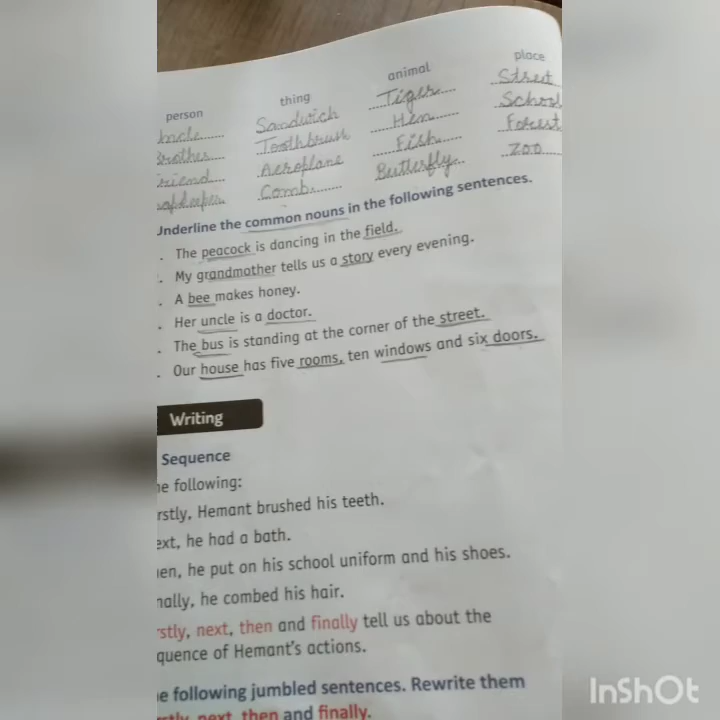 person thing animal place
Uncle Sandwich Tiger Street
Brother Toothbrush Hen School
Friend Aeroplane Fish Forest
Comb Butterfly Zoo
Underline the common nouns in the following sentences.
. The peacock is dancing in the field.
. My grandmother tells us a story every evening.
. A bee makes honey.
. Her uncle is a doctor.
. The bus is standing at the corner of the street.
. Our house has five rooms, ten windows and six doors.
Writing
Sequence
he following:
rstly, Hemant brushed his teeth.
ext, he had a bath.
en, he put on his school uniform and his shoes.
nally, he combed his hair.
rstly, next, then and finally tell us about the
quence of Hemant's actions.
e following jumbled sentences. Rewrite them
rstly, next, then and finally.
InShOt